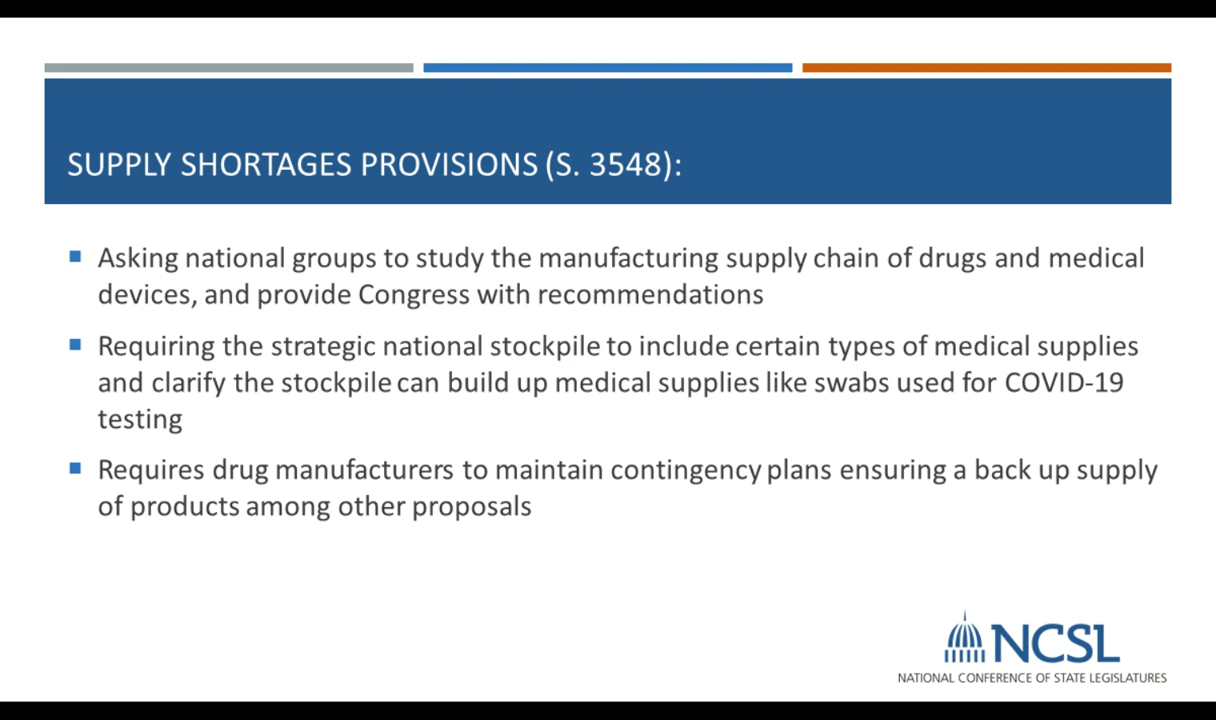 SUPPLY SHORTAGES PROVISIONS (S. 3548):
Asking national groups to study the manufacturing supply chain of drugs and medical
devices, and provide Congress with recommendations
Requiring the strategic national stockpile to include certain types of medical supplies
and clarify the stockpile can build up medical supplies like swabs used for COVID-19
testing
Requires drug manufacturers to maintain contingency plans ensuring a back up supply
of products among other proposals
NCSL
NATIONAL CONFERENCE OF STATE LEGISLATURES